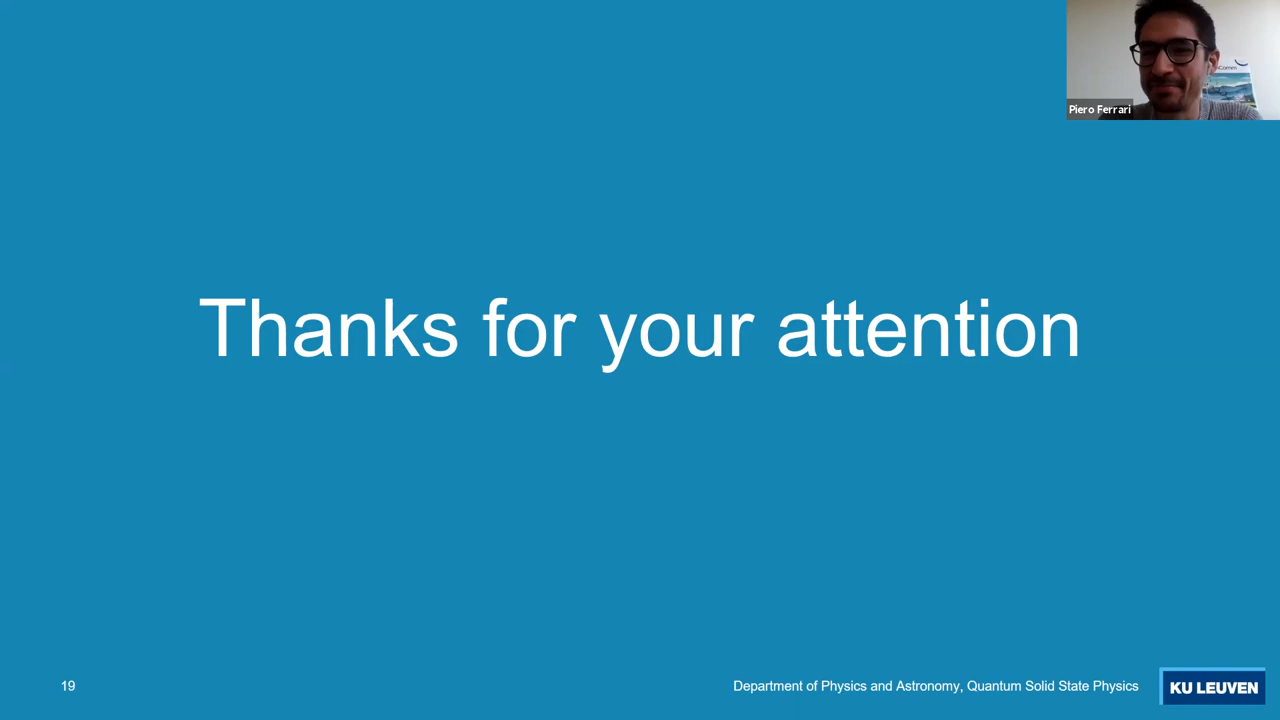 Piero Ferrari
Thanks for your attention
19
Department of Physics and Astronomy, Quantum Solid State Physics
KU LEUVEN